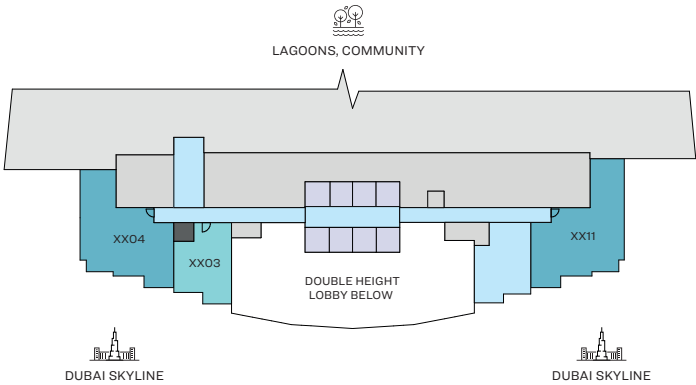 LAGOONS, COMMUNITY
XX04
XX03
XX11
DOUBLE HEIGHT
LOBBY BELOW
DUBAI SKYLINE
DUBAI SKYLINE